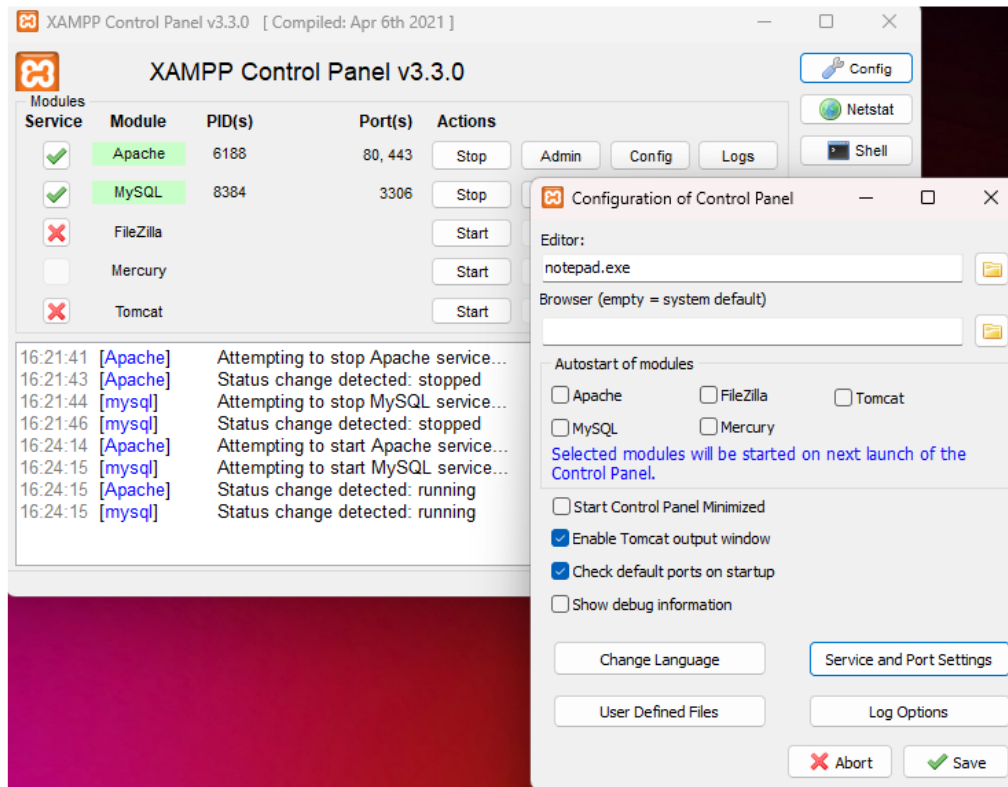 XAMPP Control Panel v3.3.0 [ Compiled: Apr 6th 2021 ]
XAMPP Control Panel v3.3.0
Config
Modules
Service Module PID(s) Port(s) Actions
Netstat
Apache 6188 80, 443 Stop Admin Config Logs
Shell
MySQL 8384 3306 Stop
FileZilla Start
Mercury Start
Tomcat Start
16:21:41 [Apache] Attempting to stop Apache service...
16:21:43 [Apache] Status change detected: stopped
16:21:44 [mysql] Attempting to stop MySQL service...
16:21:46 [mysql] Status change detected: stopped
16:24:14 [Apache] Attempting to start Apache service...
16:24:15 [mysql] Attempting to start MySQL service...
16:24:15 [Apache] Status change detected: running
16:24:15 [mysql] Status change detected: running
Configuration of Control Panel
Editor:
notepad.exe
Browser (empty = system default)
Autostart of modules
Apache FileZilla Tomcat
MySQL Mercury
Selected modules will be started on next launch of the
Control Panel.
Start Control Panel Minimized
Enable Tomcat output window
Check default ports on startup
Show debug information
Change Language Service and Port Settings
User Defined Files Log Options
Abort Save